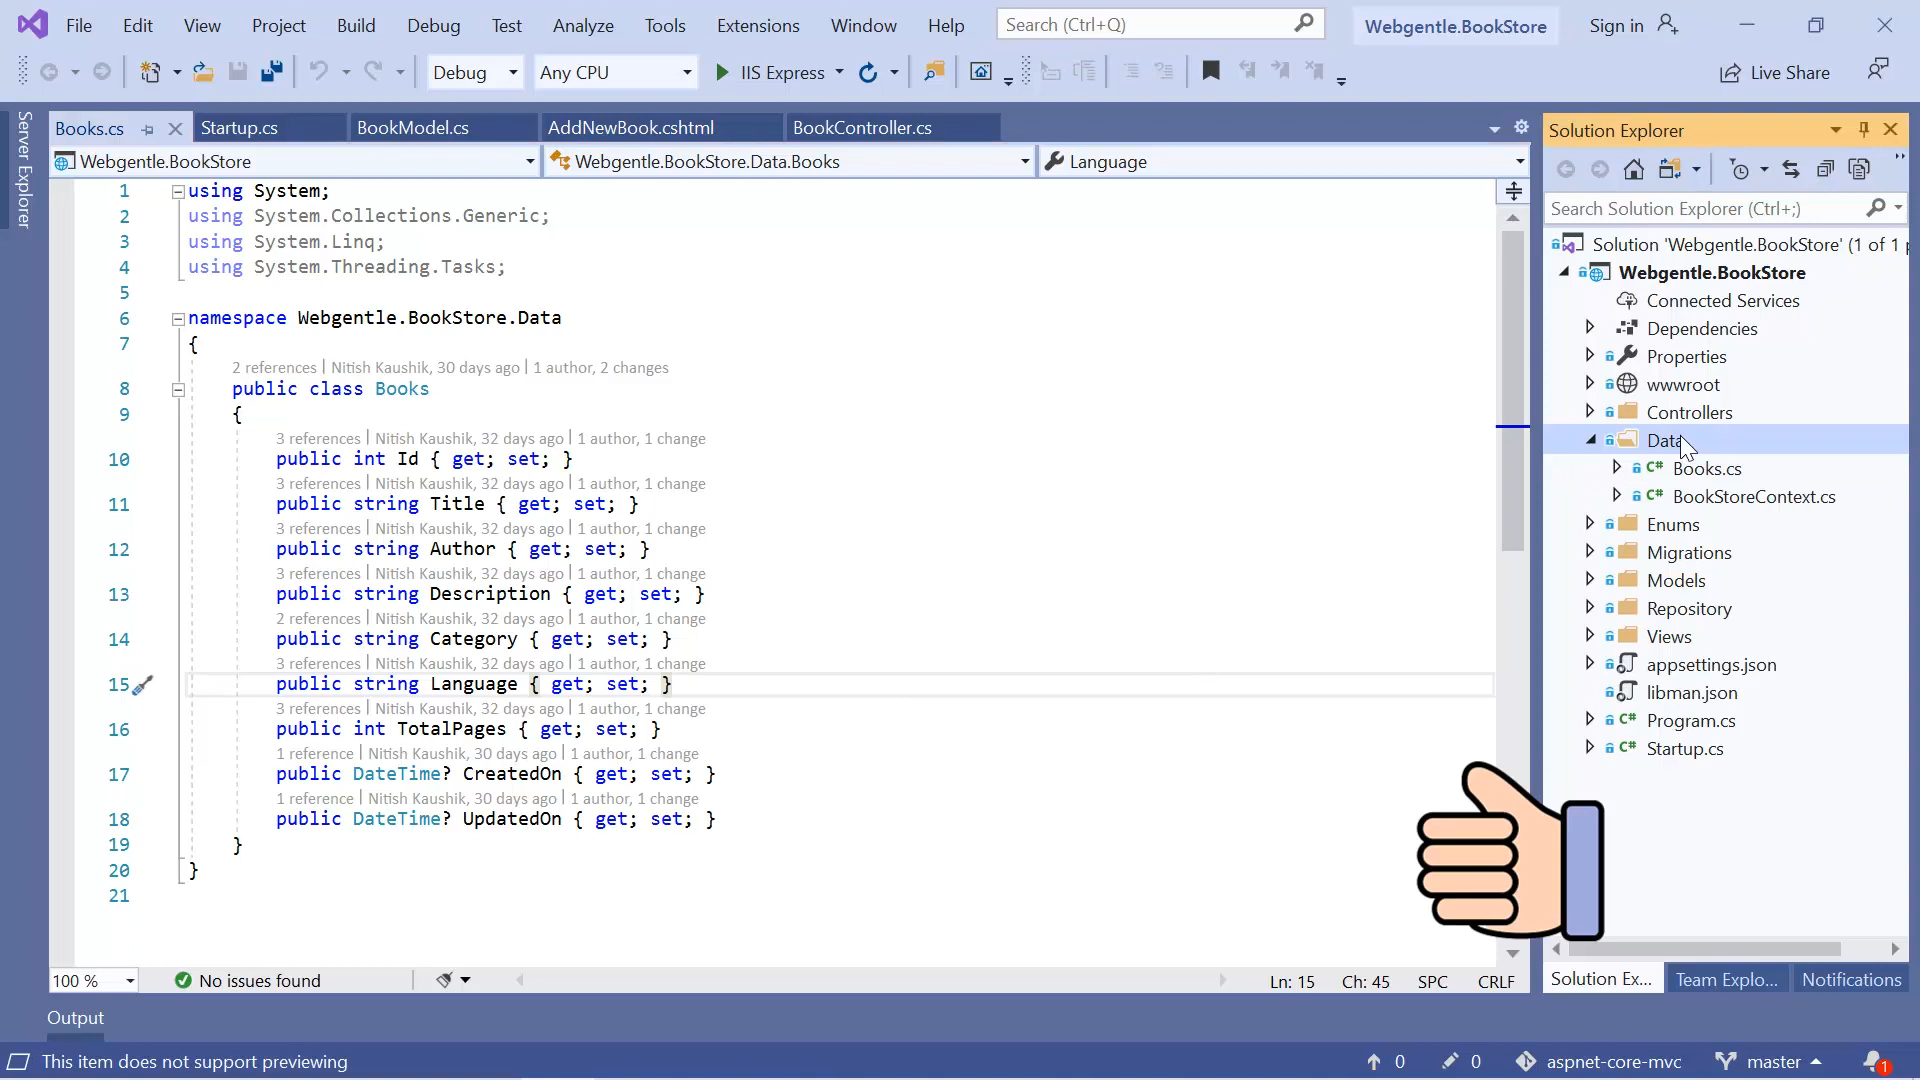 File Edit View Project Build Debug Test Analyze Tools Extensions Window Help Search (Ctrl+Q) Webgentle.BookStore Sign in
Debug Any CPU IIS Express Live Share
Server Explorer
Books.cs Startup.cs BookModel.cs AddNewBook.cshtml BookController.cs
Webgentle.BookStore Webgentle.BookStore.Data.Books Language
1 using System;
2 using System.Collections.Generic;
3 using System.Linq;
4 using System.Threading.Tasks;
5
6 namespace Webgentle.BookStore.Data
7 {
2 references | Nitish Kaushik, 30 days ago | 1 author, 2 changes
8 public class Books
9 {
3 references | Nitish Kaushik, 32 days ago | 1 author, 1 change
10 public int Id { get; set; }
3 references | Nitish Kaushik, 32 days ago | 1 author, 1 change
11 public string Title { get; set; }
3 references | Nitish Kaushik, 32 days ago | 1 author, 1 change
12 public string Author { get; set; }
3 references | Nitish Kaushik, 32 days ago | 1 author, 1 change
13 public string Description { get; set; }
2 references | Nitish Kaushik, 32 days ago | 1 author, 1 change
14 public string Category { get; set; }
3 references | Nitish Kaushik, 32 days ago | 1 author, 1 change
15 public string Language { get; set; }
3 references | Nitish Kaushik, 32 days ago | 1 author, 1 change
16 public int TotalPages { get; set; }
1 reference | Nitish Kaushik, 30 days ago | 1 author, 1 change
17 public DateTime? CreatedOn { get; set; }
1 reference | Nitish Kaushik, 30 days ago | 1 author, 1 change
18 public DateTime? UpdatedOn { get; set; }
19 }
20 }
21
100 % No issues found Ln: 15 Ch: 45 SPC CRLF
Solution Explorer
Search Solution Explorer (Ctrl+;)
Solution 'Webgentle.BookStore' (1 of 1 p
Webgentle.BookStore
Connected Services
Dependencies
Properties
wwwroot
Controllers
Data
C# Books.cs
C# BookStoreContext.cs
Enums
Migrations
Models
Repository
Views
appsettings.json
libman.json
C# Program.cs
C# Startup.cs
Solution Ex... Team Explo... Notifications
Output
This item does not support previewing 0 0 aspnet-core-mvc master 1